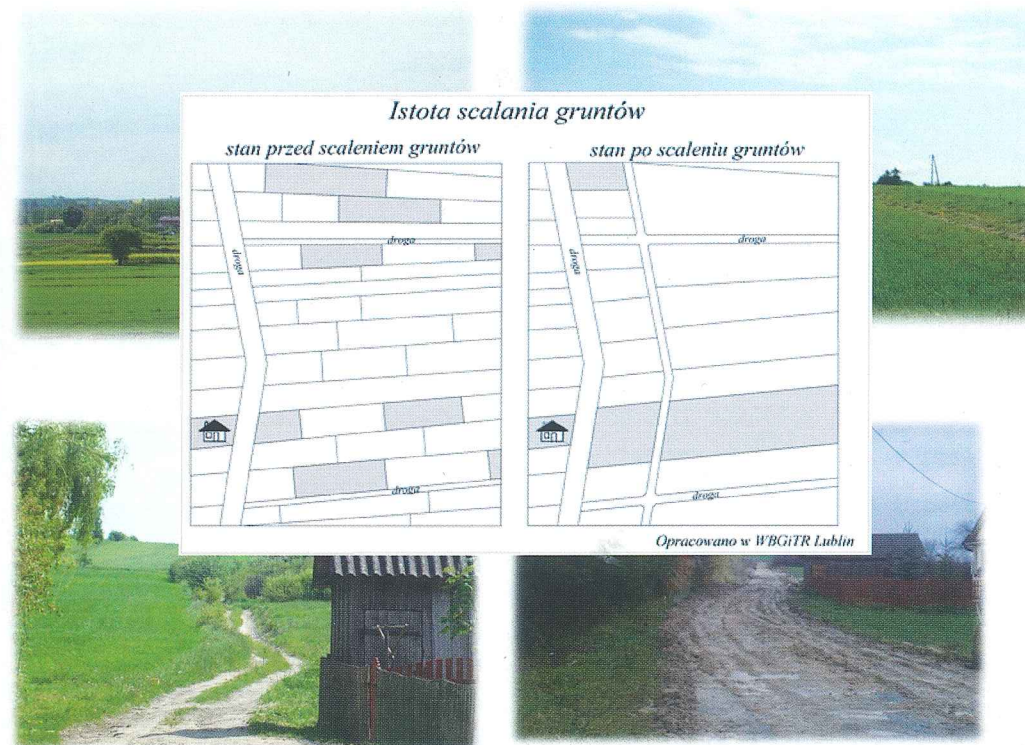 Istota scalania gruntów
stan przed scaleniem gruntów
stan po scaleniu gruntów
droga
droga
droga
droga
droga
droga
Opracowano w WBGiTR Lublin